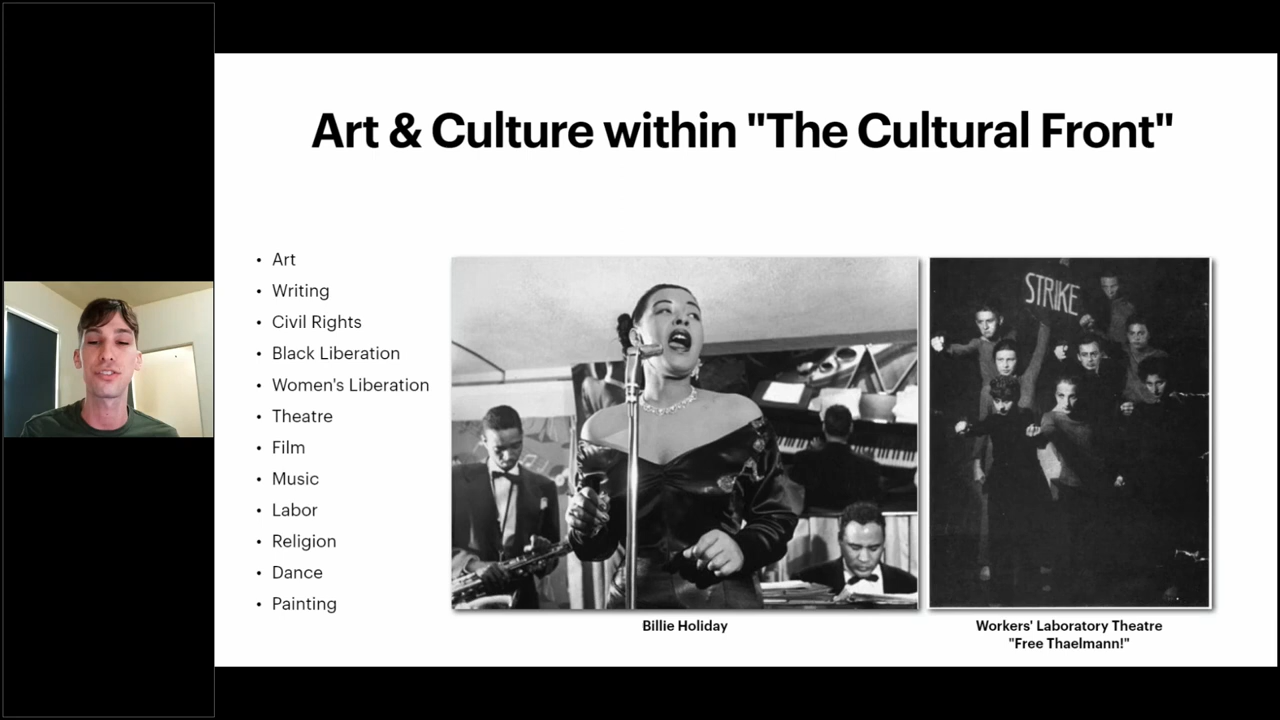 Art & Culture within "The Cultural Front"
• Art
• Writing
• Civil Rights
• Black Liberation
• Women's Liberation
• Theatre
• Film
• Music
• Labor
• Religion
• Dance
• Painting
STRIKE
Billie Holiday
Workers' Laboratory Theatre
"Free Thaelmann!"